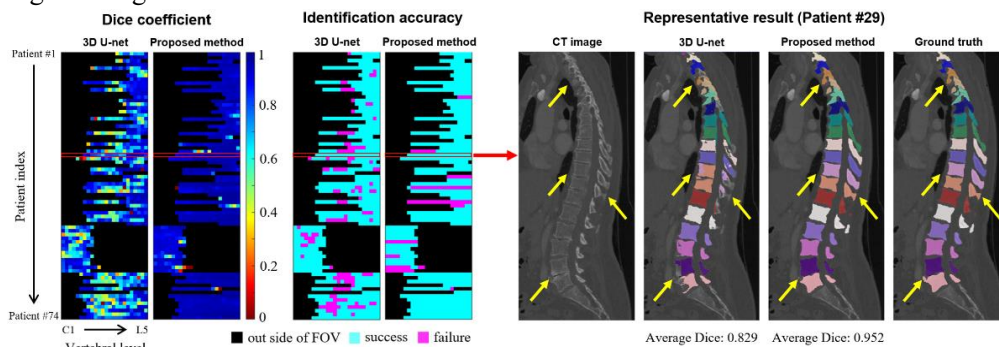 Dice coefficient
Identification accuracy
Representative result (Patient #29)
3D U-net
Proposed method
3D U-net
Proposed method
CT image
3D U-net
Proposed method
Ground truth
Patient #1
Patient index
Patient #74
1
0.8
0.6
0.4
0.2
0
C1
L5
Vertebral level
out side of FOV
success
failure
Average Dice: 0.829
Average Dice: 0.952